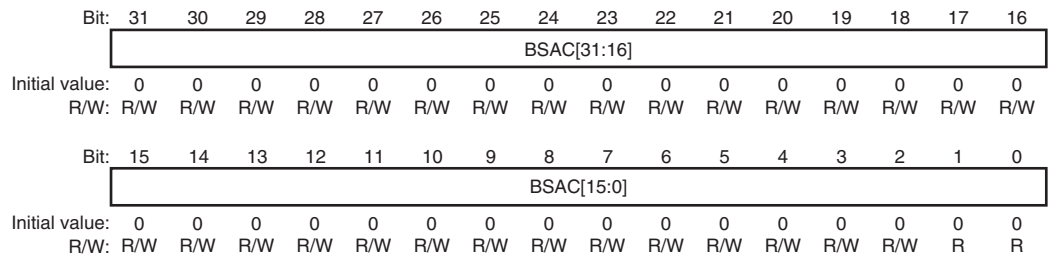 Bit: 31 30 29 28 27 26 25 24 23 22 21 20 19 18 17 16
BSAC[31:16]
Initial value: 0 0 0 0 0 0 0 0 0 0 0 0 0 0 0 0
R/W: R/W R/W R/W R/W R/W R/W R/W R/W R/W R/W R/W R/W R/W R/W R/W R/W
Bit: 15 14 13 12 11 10 9 8 7 6 5 4 3 2 1 0
BSAC[15:0]
Initial value: 0 0 0 0 0 0 0 0 0 0 0 0 0 0 0 0
R/W: R/W R/W R/W R/W R/W R/W R/W R/W R/W R/W R/W R/W R/W R/W R R